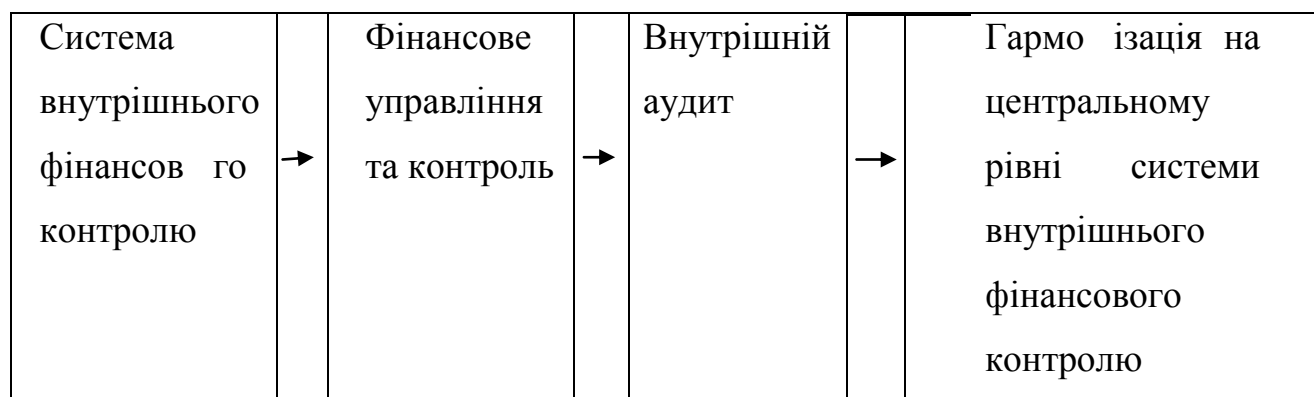 Система
внутрішнього
фінансов го
контролю
Фінансове
управління
та контроль
Внутрішній
аудит
Гармо ізація на
центральному
рівні системи
внутрішнього
фінансового
контролю